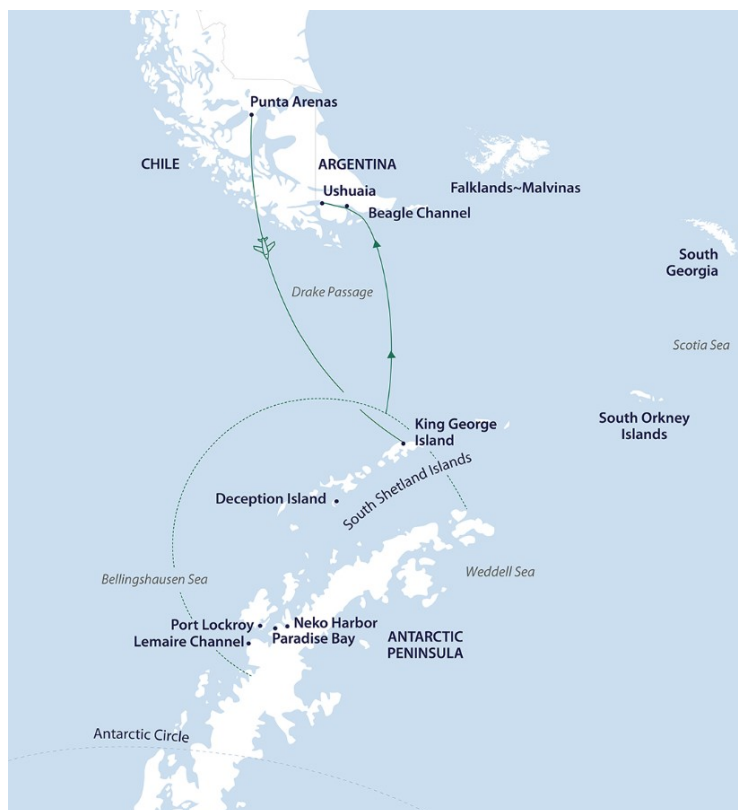 Punta Arenas
CHILE
ARGENTINA
Ushuaia
Beagle Channel
Falklands~Malvinas
South
Georgia
Drake Passage
Scotia Sea
King George
Island
South Orkney
Islands
South Shetland Islands
Deception Island
Bellingshausen Sea
Weddell Sea
Port Lockroy
Neko Harbor
Lemaire Channel
Paradise Bay
ANTARCTIC
PENINSULA
Antarctic Circle